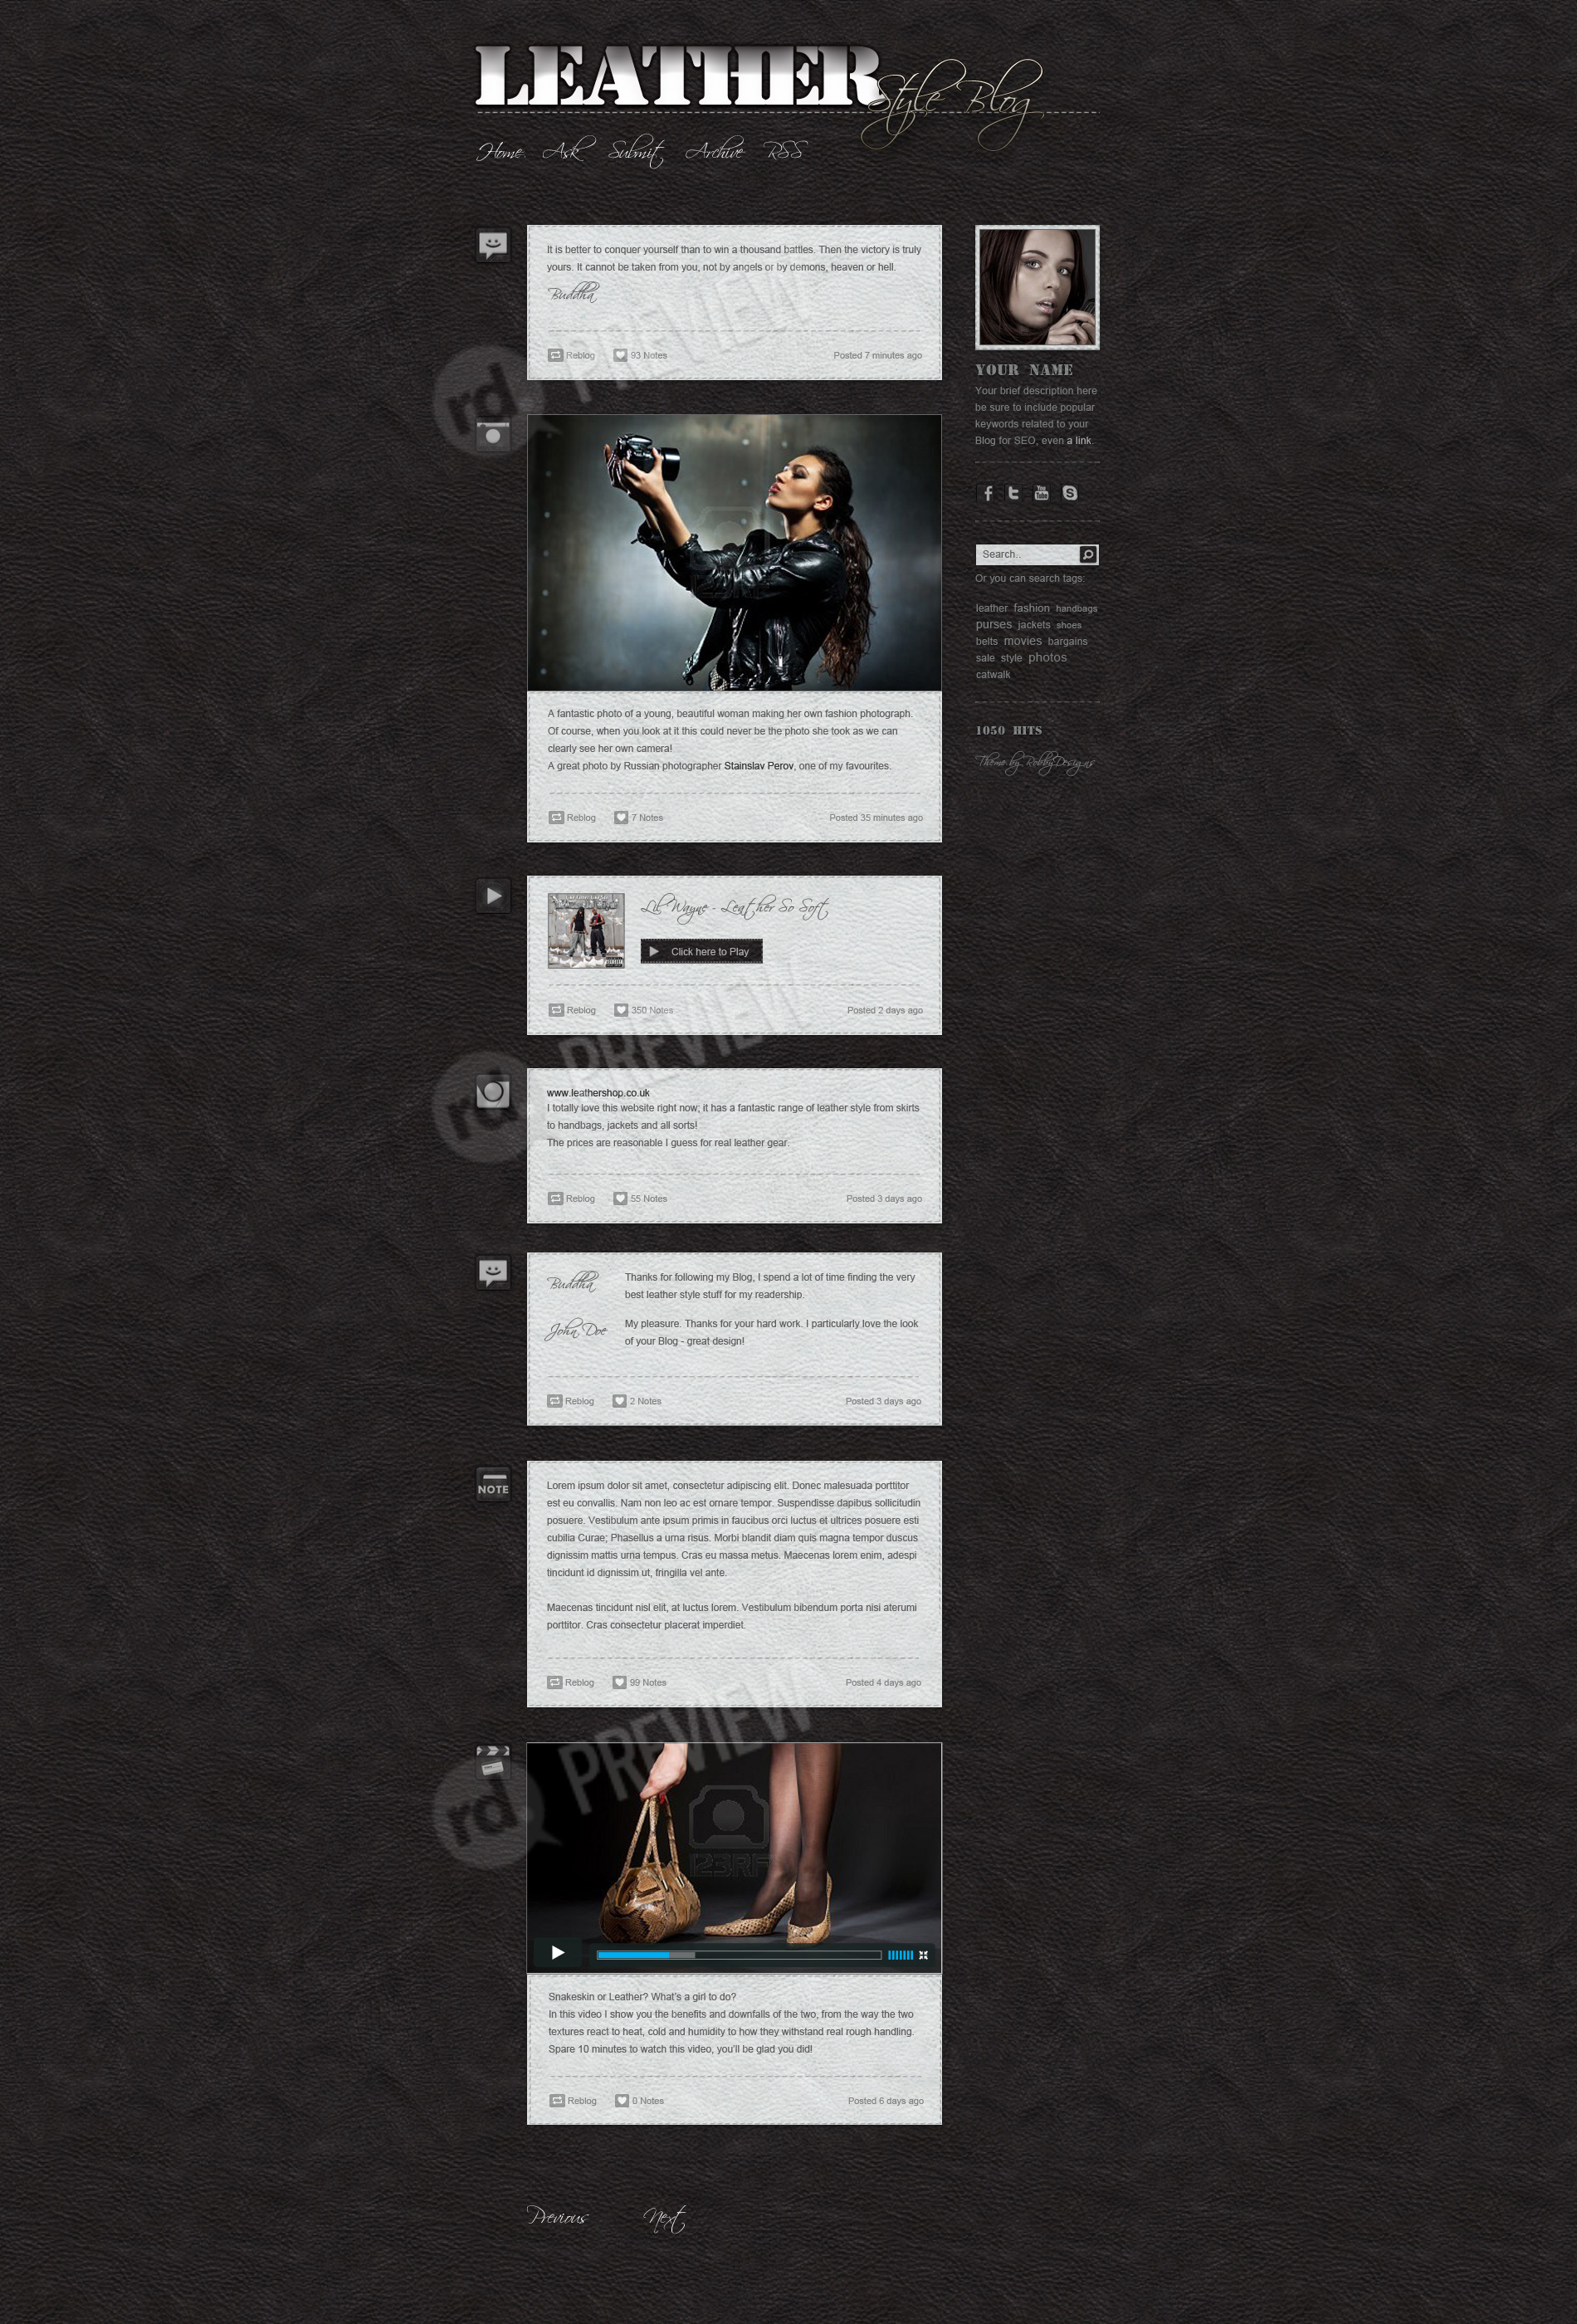 LEATHER Style Blog
Home Ask Submit Archive RSS
It is better to conquer yourself than to win a thousand battles. Then the victory is truly
yours. It cannot be taken from you, not by angels or by demons, heaven or hell.
Buddha
Reblog 93 Notes Posted 7 minutes ago
rd. PREVIEW
123RF
A fantastic photo of a young, beautiful woman making her own fashion photograph.
Of course, when you look at it this could never be the photo she took as we can
clearly see her own camera!
A great photo by Russian photographer Stainslav Perov, one of my favourites.
Reblog 7 Notes Posted 35 minutes ago
Lil Wayne - Leather So Soft
Click here to Play
Reblog 350 Notes Posted 2 days ago
rd. PREVIEW
www.leathershop.co.uk
I totally love this website right now; it has a fantastic range of leather style from skirts
to handbags, jackets and all sorts!
The prices are reasonable I guess for real leather gear.
Reblog 55 Notes Posted 3 days ago
Buddha Thanks for following my Blog, I spend a lot of time finding the very
best leather style stuff for my readership.
John Doe My pleasure. Thanks for your hard work. I particularly love the look
of your Blog - great design!
Reblog 2 Notes Posted 3 days ago
NOTE
Lorem ipsum dolor sit amet, consectetur adipiscing elit. Donec malesuada porttitor
est eu convallis. Nam non leo ac est ornare tempor. Suspendisse dapibus sollicitudin
posuere. Vestibulum ante ipsum primis in faucibus orci luctus et ultrices posuere esti
cubilia Curae; Phasellus a urna risus. Morbi blandit diam quis magna tempor duscus
dignissim mattis urna tempus. Cras eu massa metus. Maecenas lorem enim, adespi
tincidunt id dignissim ut, fringilla vel ante.
Maecenas tincidunt nisl elit, at luctus lorem. Vestibulum bibendum porta nisi aterumi
porttitor. Cras consectetur placerat imperdiet.
Reblog 99 Notes Posted 4 days ago
rd. PREVIEW
123RF
Snakeskin or Leather? What's a girl to do?
In this video I show you the benefits and downfalls of the two, from the way the two
textures react to heat, cold and humidity to how they withstand real rough handling.
Spare 10 minutes to watch this video, you'll be glad you did!
Reblog 0 Notes Posted 6 days ago
Previous Next
YOUR NAME
Your brief description here
be sure to include popular
keywords related to your
Blog for SEO, even a link.
You Tube
Search..
Or you can search tags:
leather fashion handbags
purses jackets shoes
belts movies bargains
sale style photos
catwalk
1050 HITS
Theme by RobbyDesigns